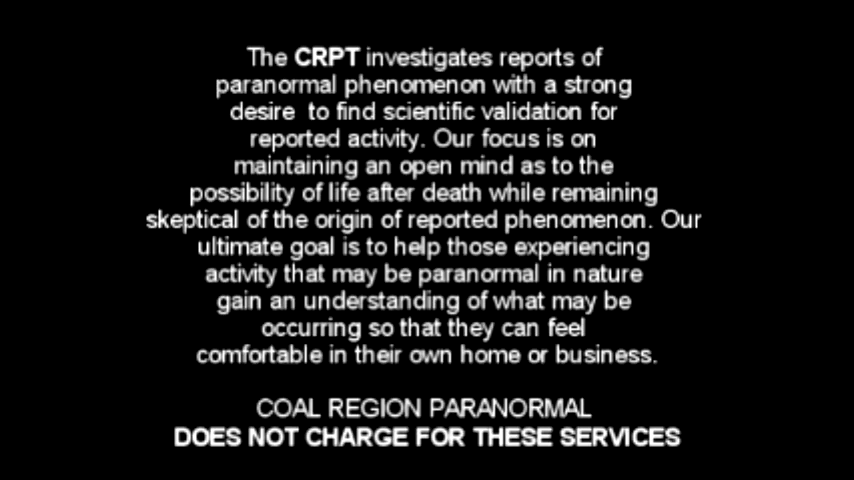 The CRPT investigates reports of
paranormal phenomenon with a strong
desire  to find scientific validation for
reported activity. Our focus is on
maintaining an open mind as to the
possibility of life after death while remaining
skeptical of the origin of reported phenomenon. Our
ultimate goal is to help those experiencing
activity that may be paranormal in nature
gain an understanding of what may be
occurring so that they can feel
comfortable in their own home or business.
COAL REGION PARANORMAL
DOES NOT CHARGE FOR THESE SERVICES